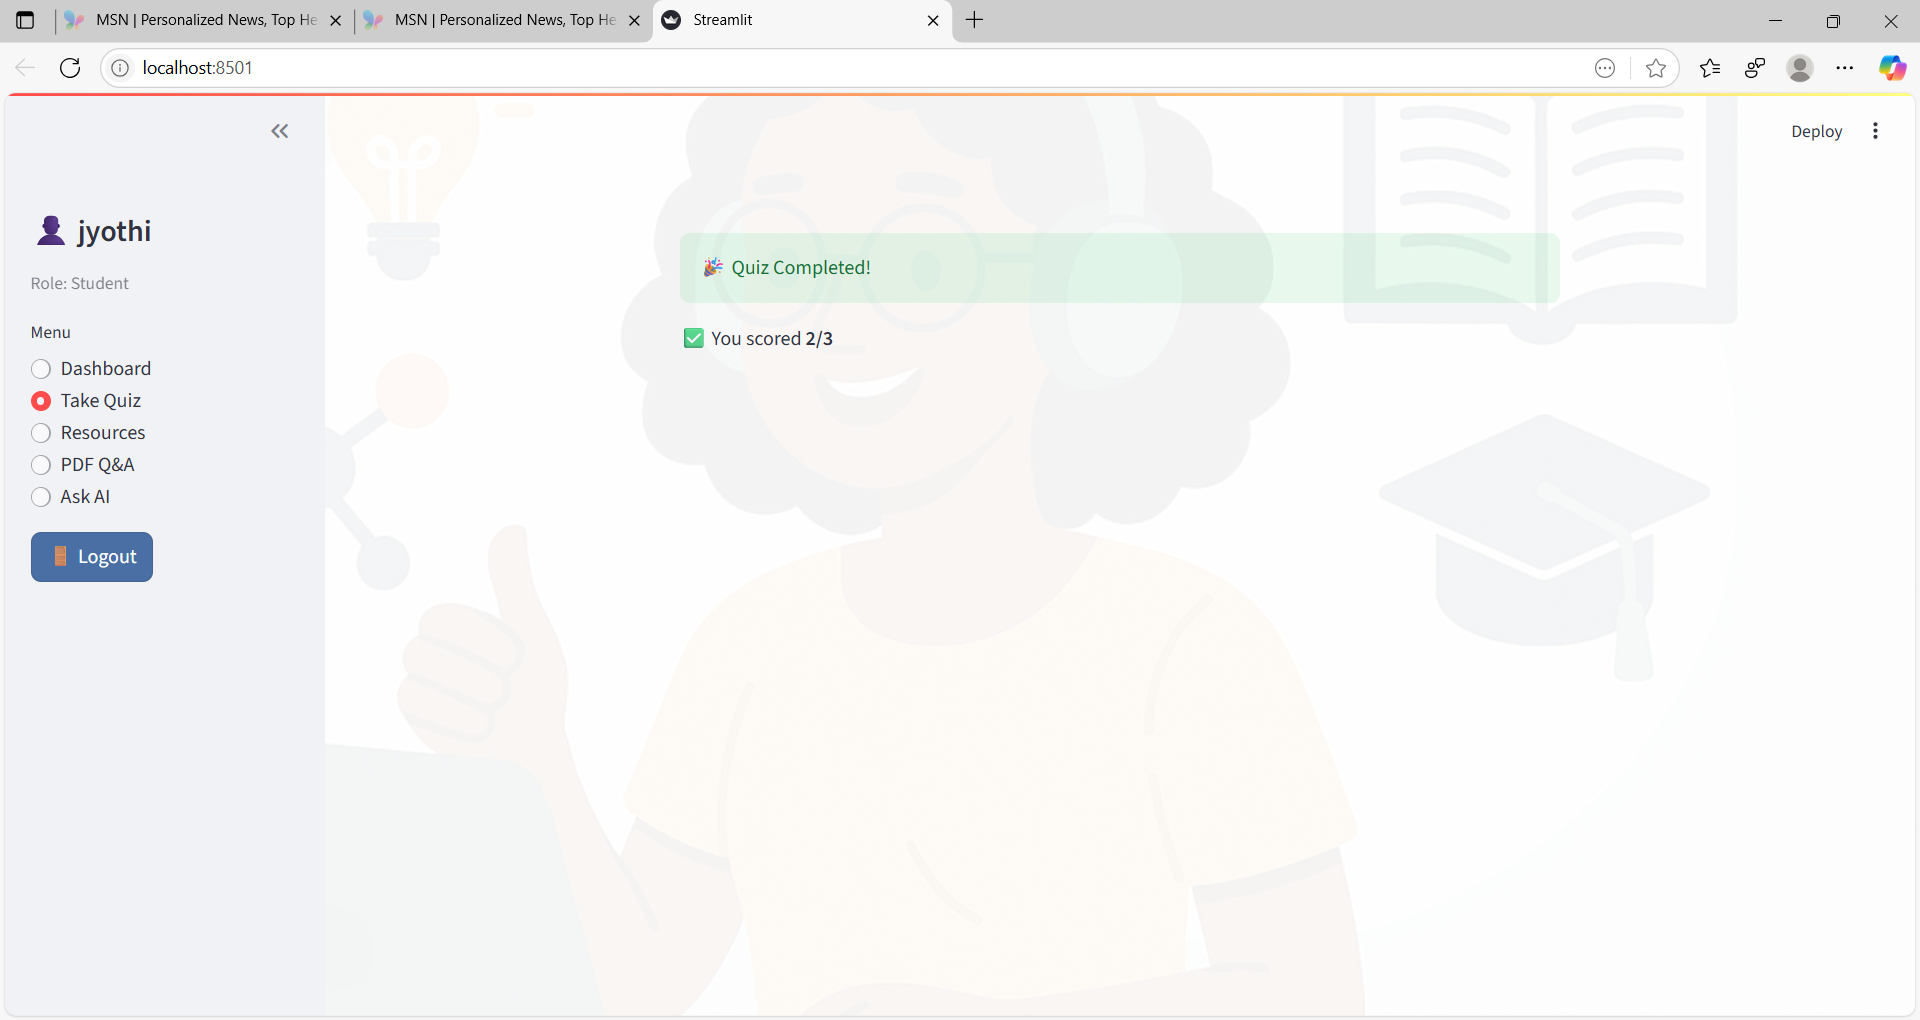 MSN | Personalized News, Top He
MSN | Personalized News, Top He
Streamlit
localhost:8501
Deploy
jyothi
Role: Student
Menu
Dashboard
Take Quiz
Resources
PDF Q&A
Ask AI
Logout
🎉 Quiz Completed!
✅ You scored 2/3